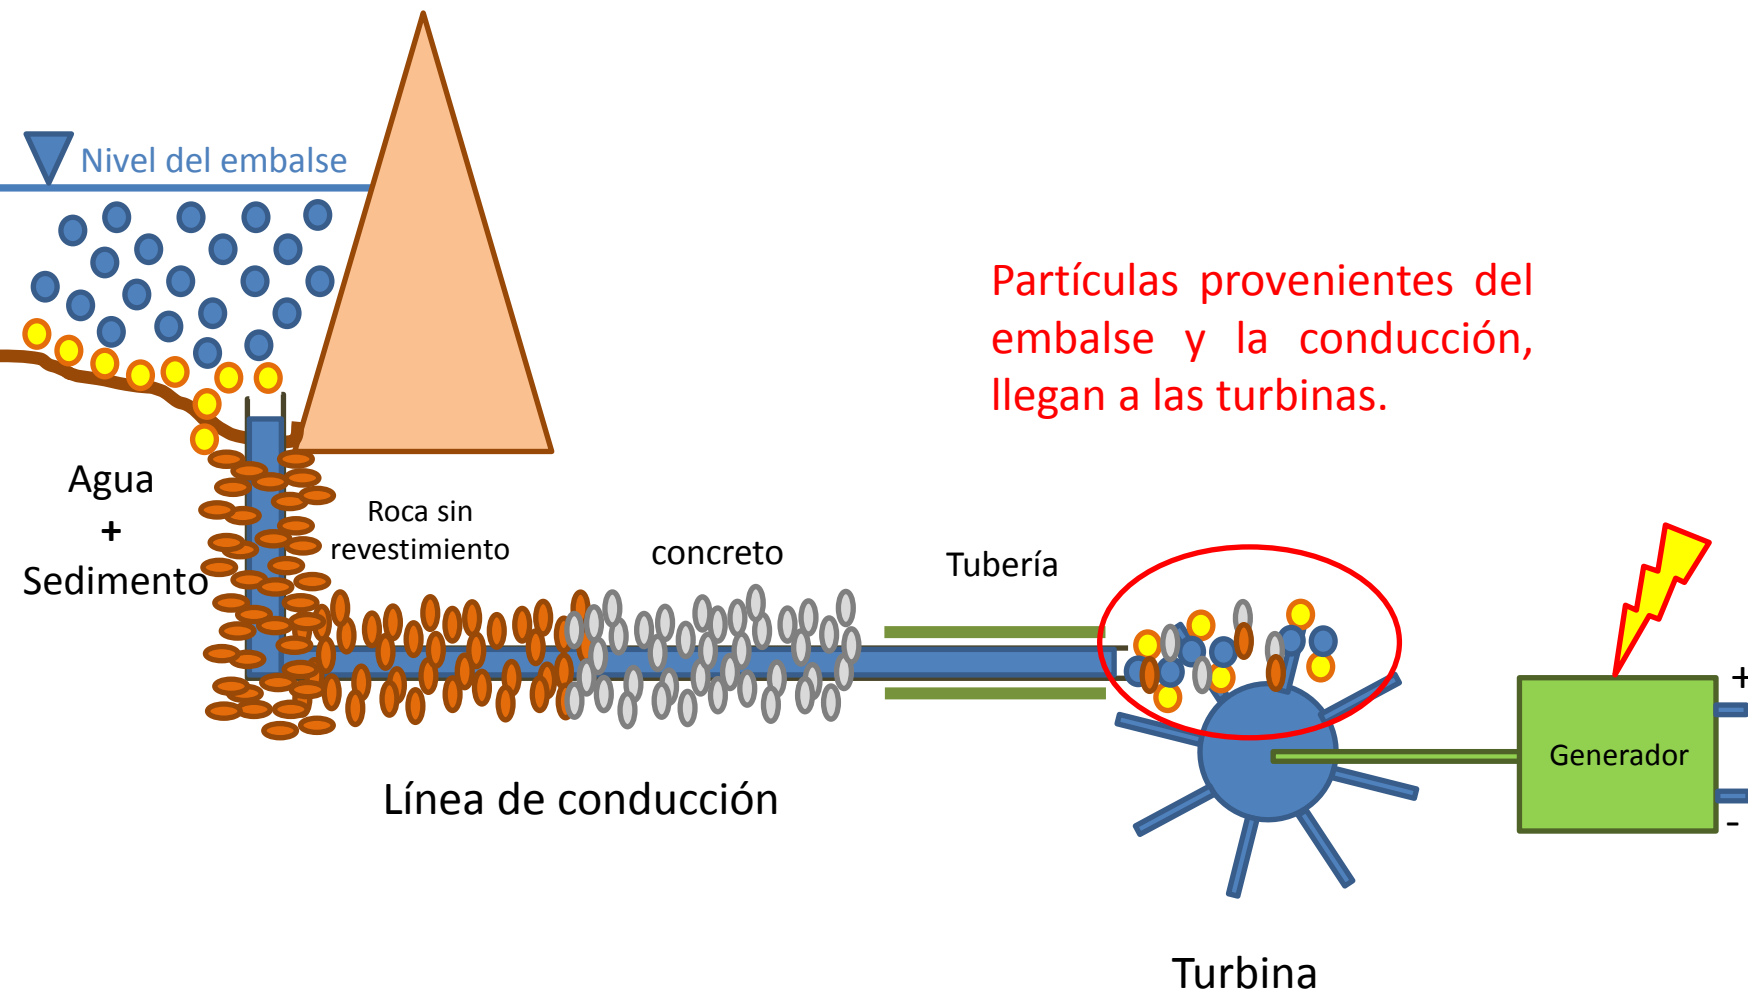 Nivel del embalse
Partículas provenientes del
embalse y la conducción,
llegan a las turbinas.
Agua
+
Sedimento
Roca sin
revestimiento
concreto
Tubería
Línea de conducción
Generador
+
-
Turbina